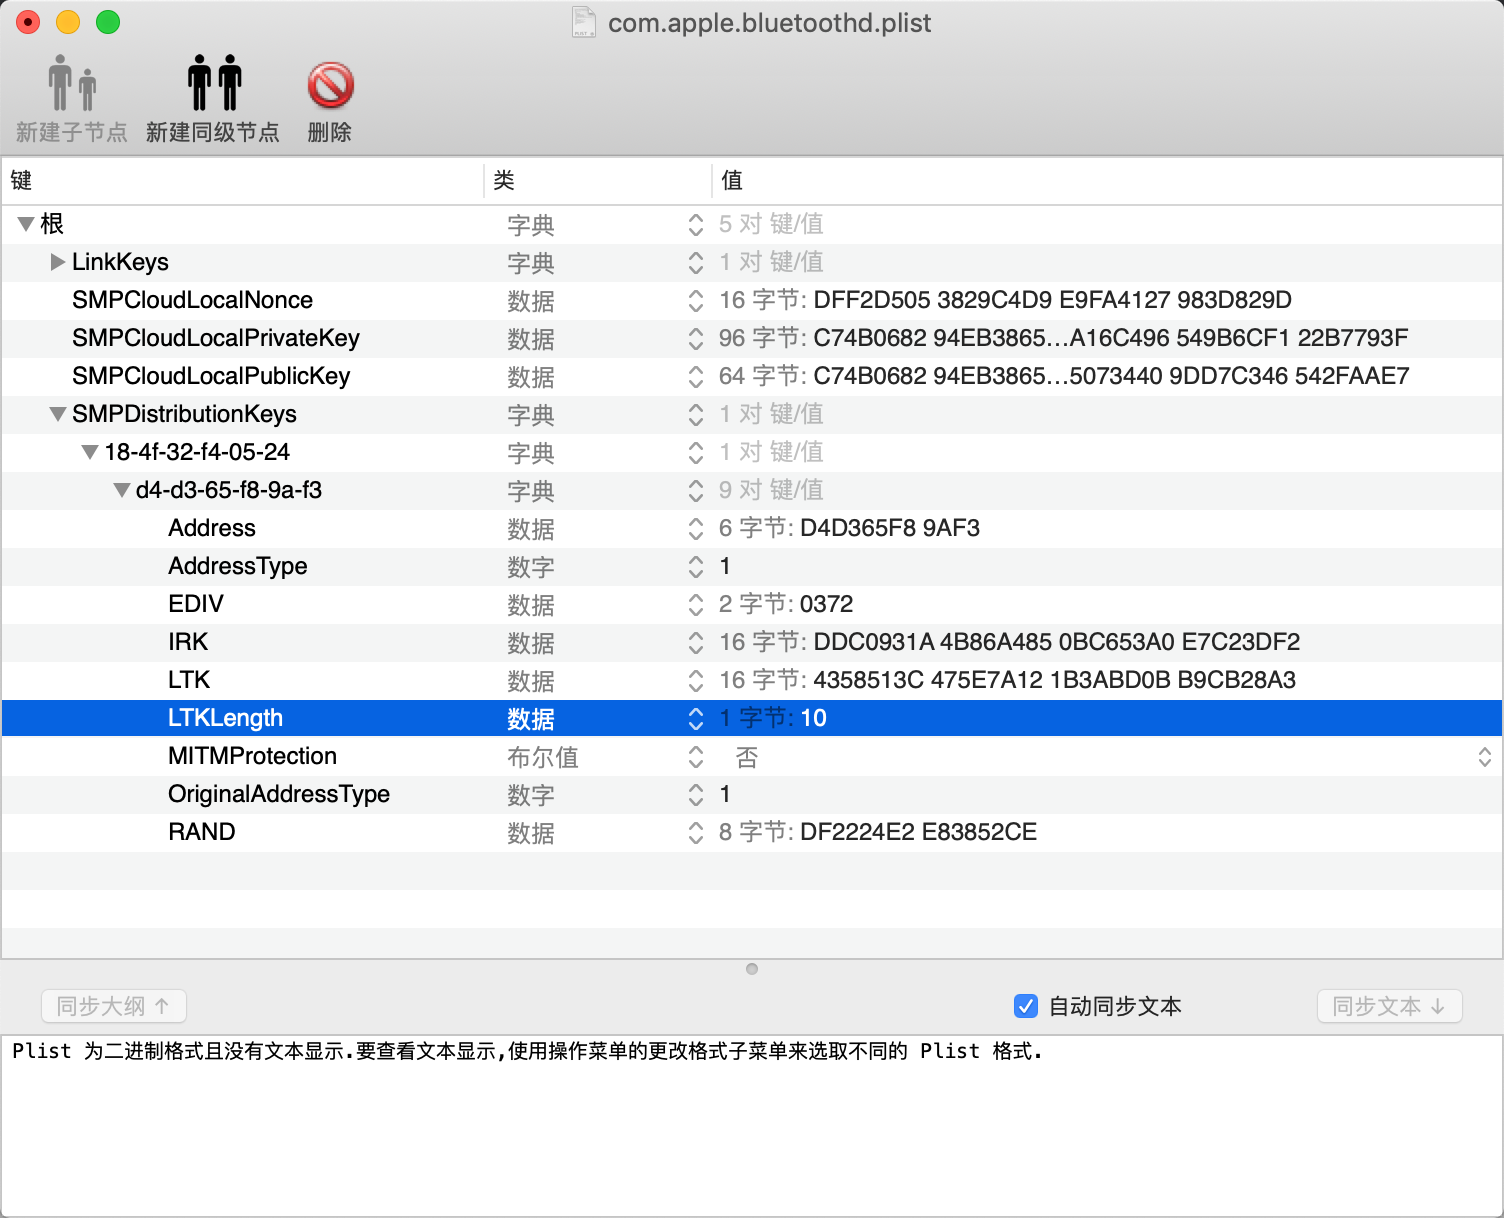 com.apple.bluetoothd.plist
新建子节点 新建同级节点 删除
键 类 值
根 字典 5 对 键/值
LinkKeys 字典 1 对 键/值
SMPCloudLocalNonce 数据 16 字节: DFF2D505 3829C4D9 E9FA4127 983D829D
SMPCloudLocalPrivateKey 数据 96 字节: C74B0682 94EB3865…A16C496 549B6CF1 22B7793F
SMPCloudLocalPublicKey 数据 64 字节: C74B0682 94EB3865…5073440 9DD7C346 542FAAE7
SMPDistributionKeys 字典 1 对 键/值
18-4f-32-f4-05-24 字典 1 对 键/值
d4-d3-65-f8-9a-f3 字典 9 对 键/值
Address 数据 6 字节: D4D365F8 9AF3
AddressType 数字 1
EDIV 数据 2 字节: 0372
IRK 数据 16 字节: DDC0931A 4B86A485 0BC653A0 E7C23DF2
LTK 数据 16 字节: 4358513C 475E7A12 1B3ABD0B B9CB28A3
LTKLength 数据 1 字节: 10
MITMProtection 布尔值 否
OriginalAddressType 数字 1
RAND 数据 8 字节: DF2224E2 E83852CE
同步大纲 ↑ 自动同步文本 同步文本 ↓
Plist 为二进制格式且没有文本显示.要查看文本显示,使用操作菜单的更改格式子菜单来选取不同的 Plist 格式.